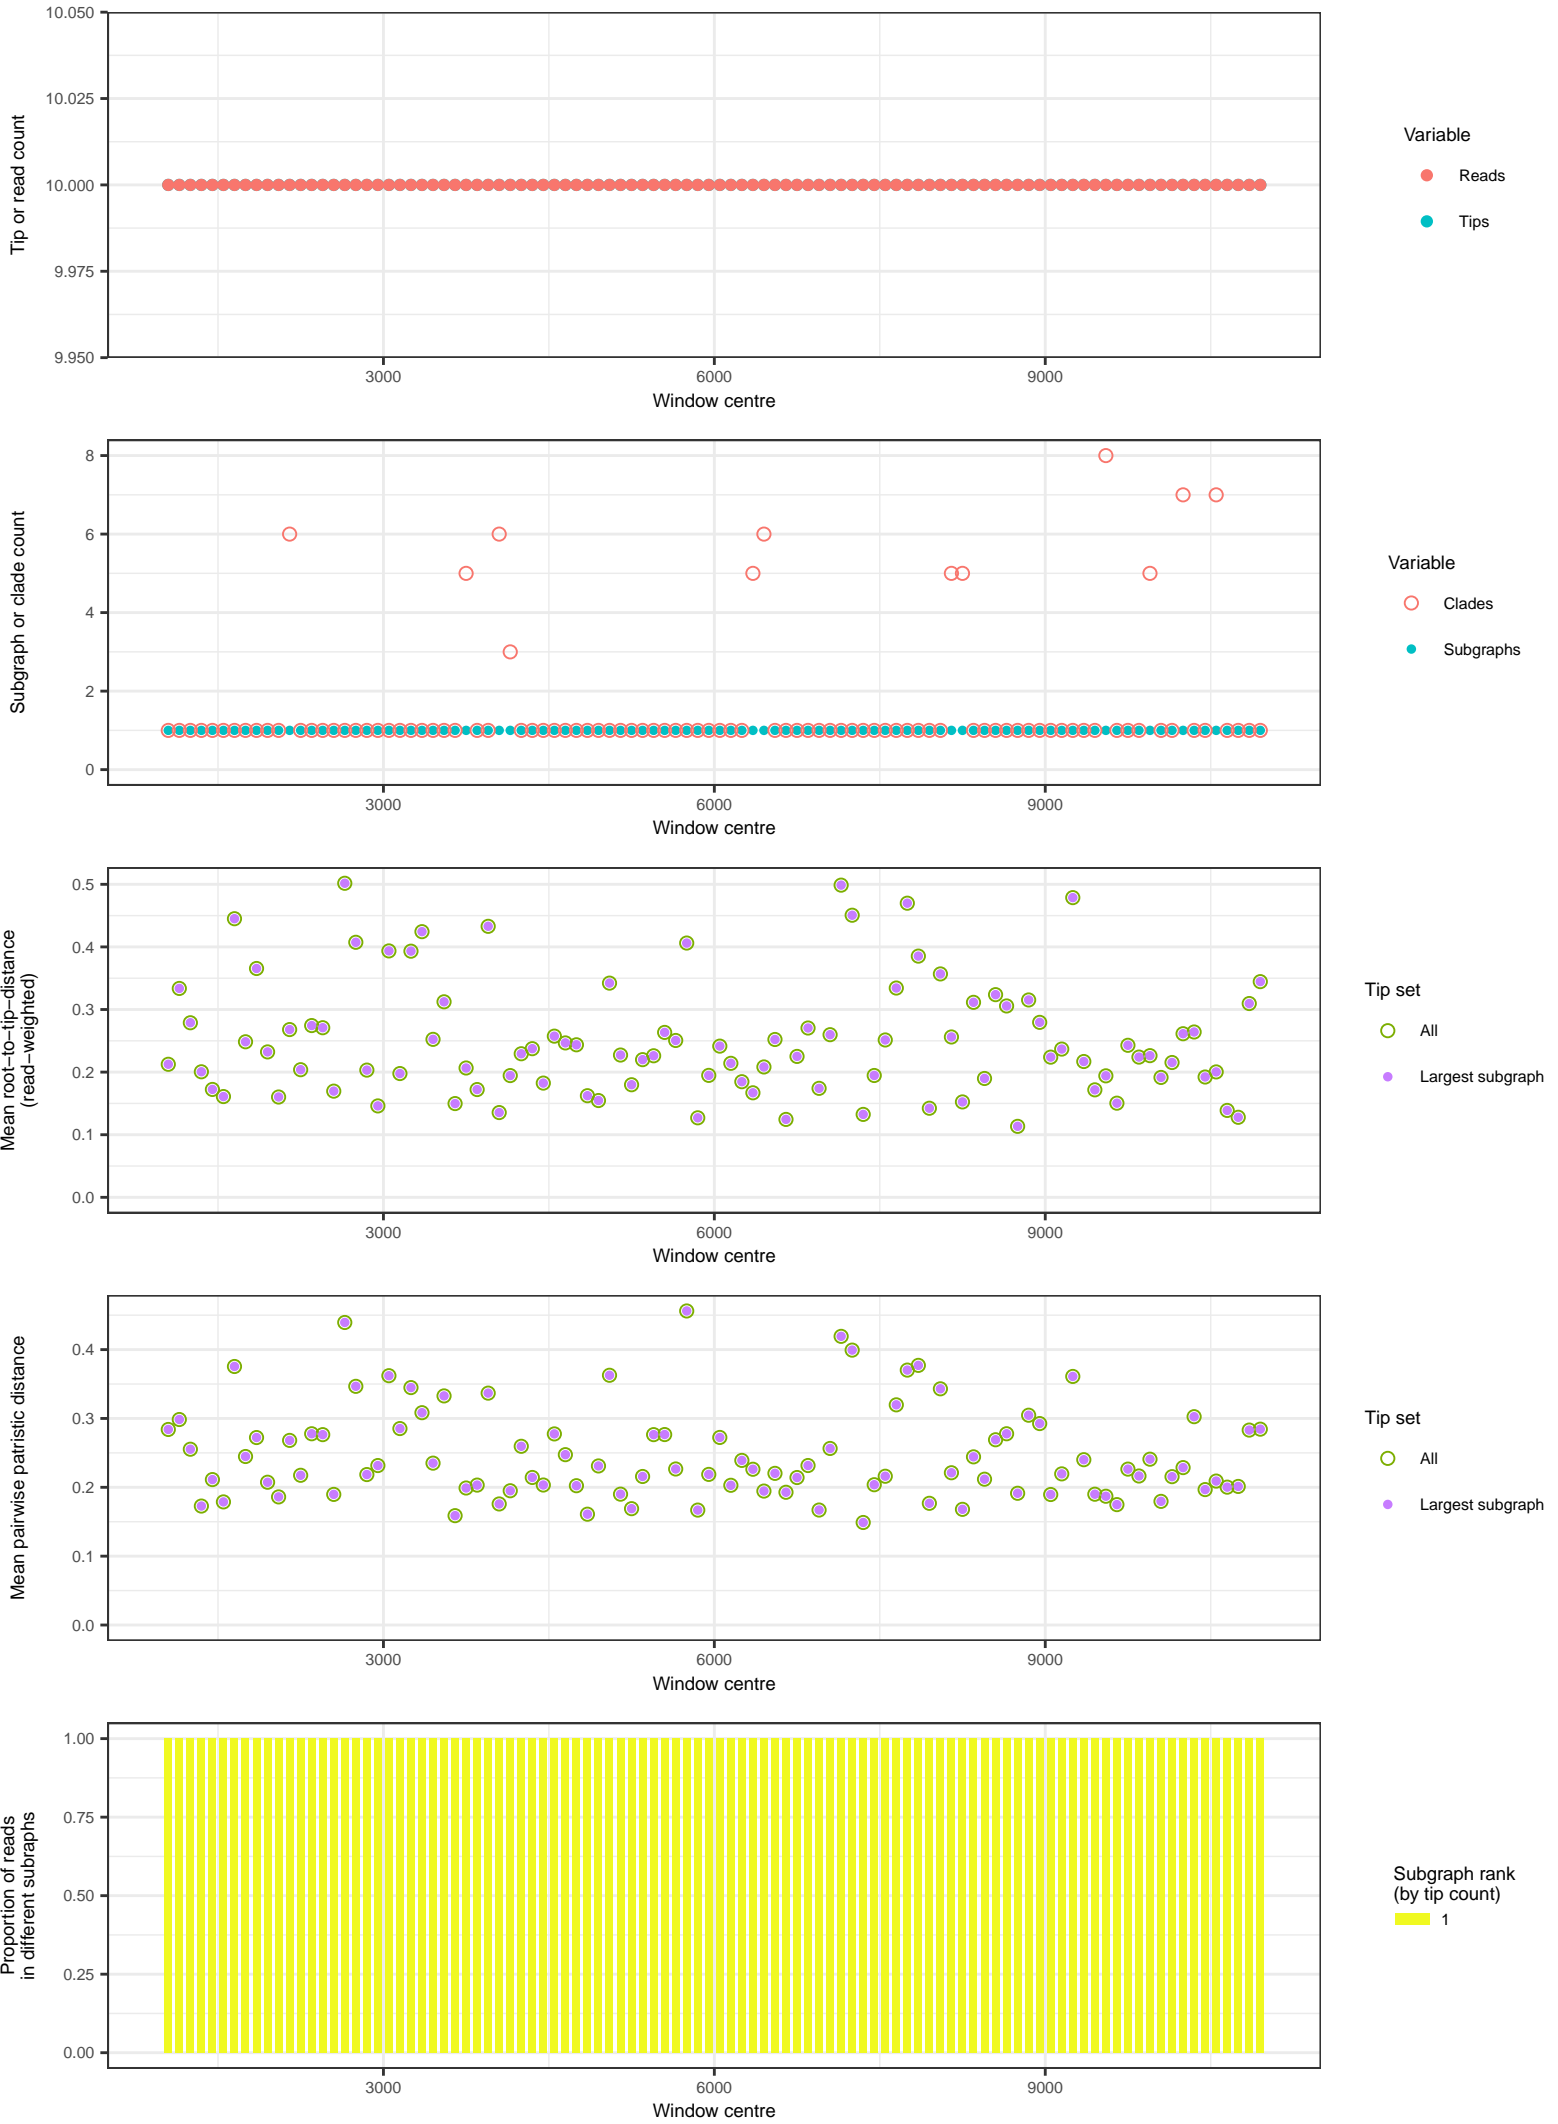 10.050
10.025
10.000
9.975
9.950
Tip or read count
3000 6000 9000
Window centre
Variable
Reads
Tips
8
6
4
2
0
Subgraph or clade count
3000 6000 9000
Window centre
Variable
Clades
Subgraphs
0.5
0.4
0.3
0.2
0.1
0.0
Mean root−to−tip−distance
(read−weighted)
3000 6000 9000
Window centre
Tip set
All
Largest subgraph
0.4
0.3
0.2
0.1
0.0
Mean pairwise patristic distance
3000 6000 9000
Window centre
Tip set
All
Largest subgraph
1.00
0.75
0.50
0.25
0.00
Proportion of reads
in different subraphs
3000 6000 9000
Window centre
Subgraph rank
(by tip count)
1